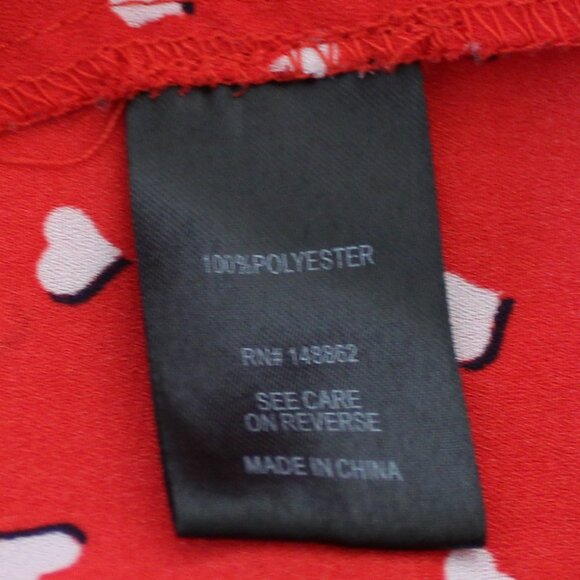 100%POLYESTER
RN# 148862
SEE CARE
ON REVERSE
MADE IN CHINA